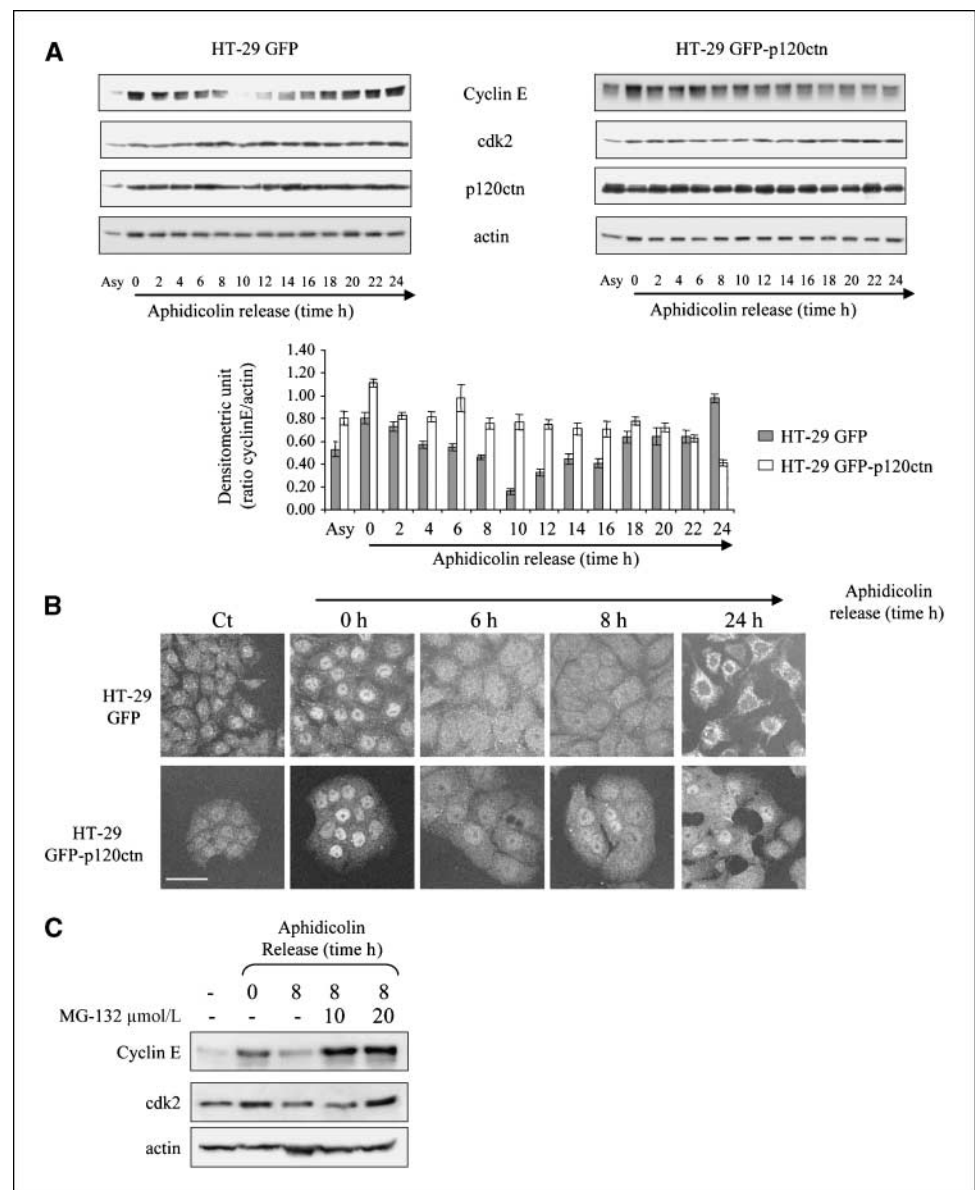 A
HT-29 GFP
HT-29 GFP-p120ctn
Cyclin E
cdk2
p120ctn
actin
Asy 0 2 4 6 8 10 12 14 16 18 20 22 24
Aphidicolin release (time h)
Asy 0 2 4 6 8 10 12 14 16 18 20 22 24
Aphidicolin release (time h)
Densitometric unit
(ratio cyclinE/actin)
1.40
1.20
1.00
0.80
0.60
0.40
0.20
0.00
Asy 0 2 4 6 8 10 12 14 16 18 20 22 24
Aphidicolin release (time h)
HT-29 GFP
HT-29 GFP-p120ctn
B
Aphidicolin
release (time h)
Ct 0 h 6 h 8 h 24 h
HT-29
GFP
HT-29
GFP-p120ctn
C
Aphidicolin
Release (time h)
- 0 8 8 8
MG-132 µmol/L - - - 10 20
Cyclin E
cdk2
actin